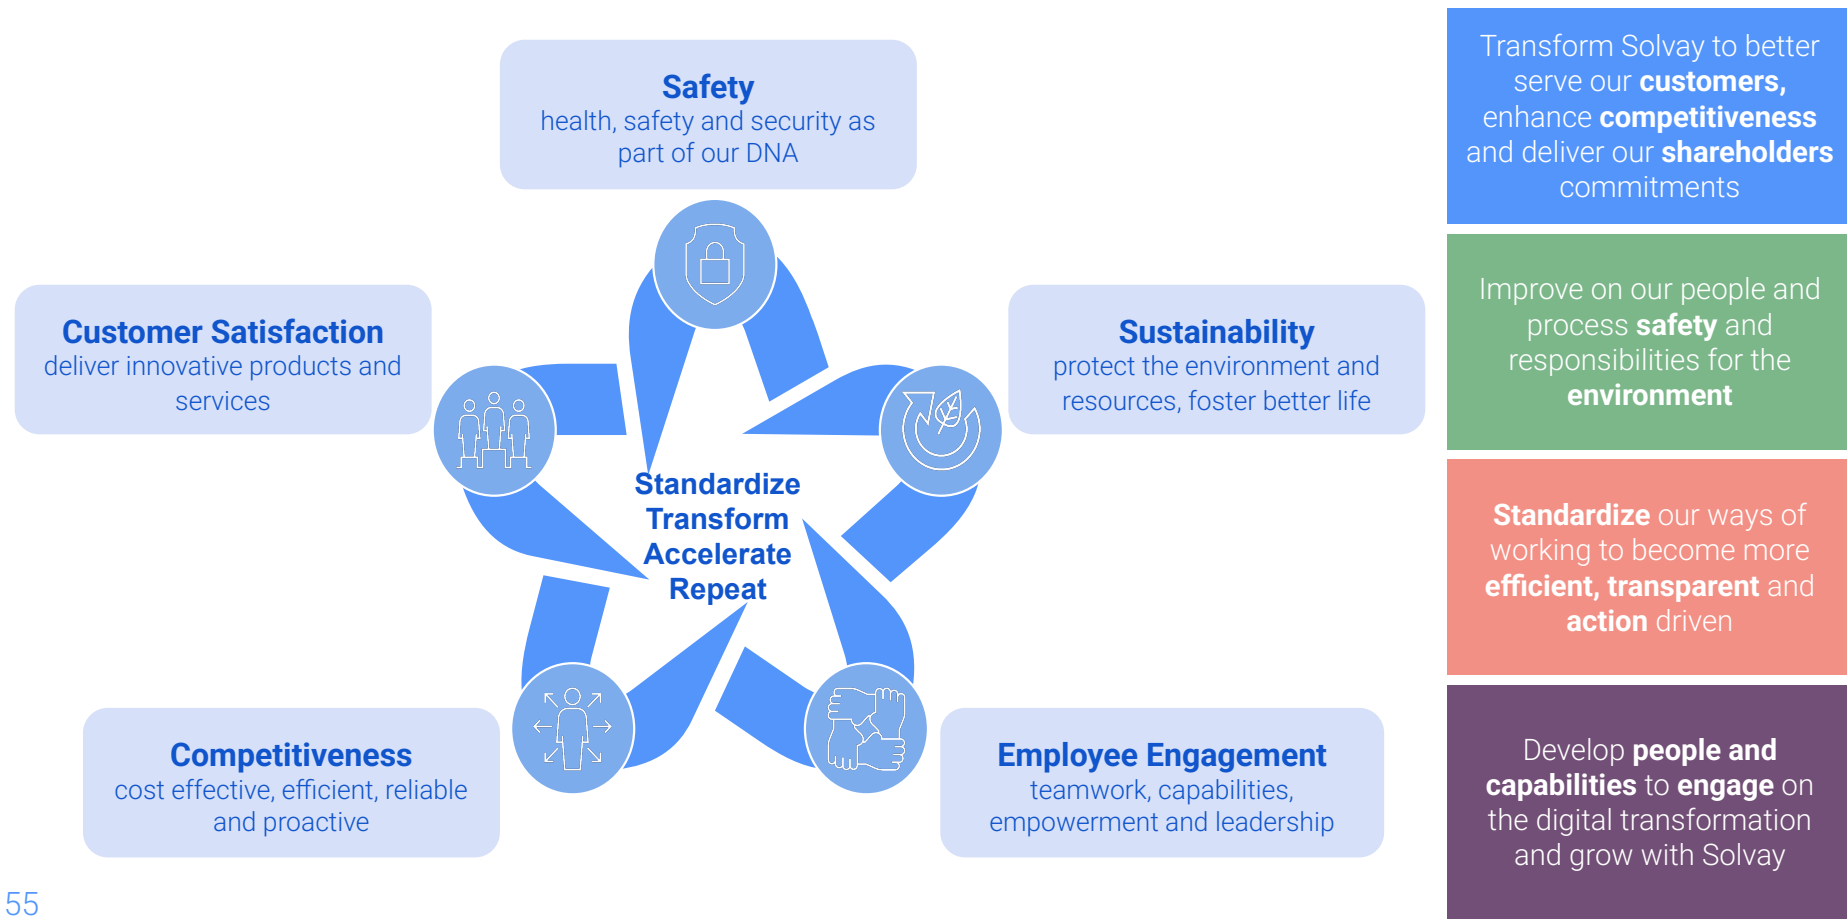 Safety
health, safety and security as
part of our DNA
Customer Satisfaction
deliver innovative products and
services
Sustainability
protect the environment and
resources, foster better life
Standardize
Transform
Accelerate
Repeat
Competitiveness
cost effective, efficient, reliable
and proactive
Employee Engagement
teamwork, capabilities,
empowerment and leadership
Transform Solvay to better
serve our customers,
enhance competitiveness
and deliver our shareholders
commitments
Improve on our people and
process safety and
responsibilities for the
environment
Standardize our ways of
working to become more
efficient, transparent and
action driven
Develop people and
capabilities to engage on
the digital transformation
and grow with Solvay
55